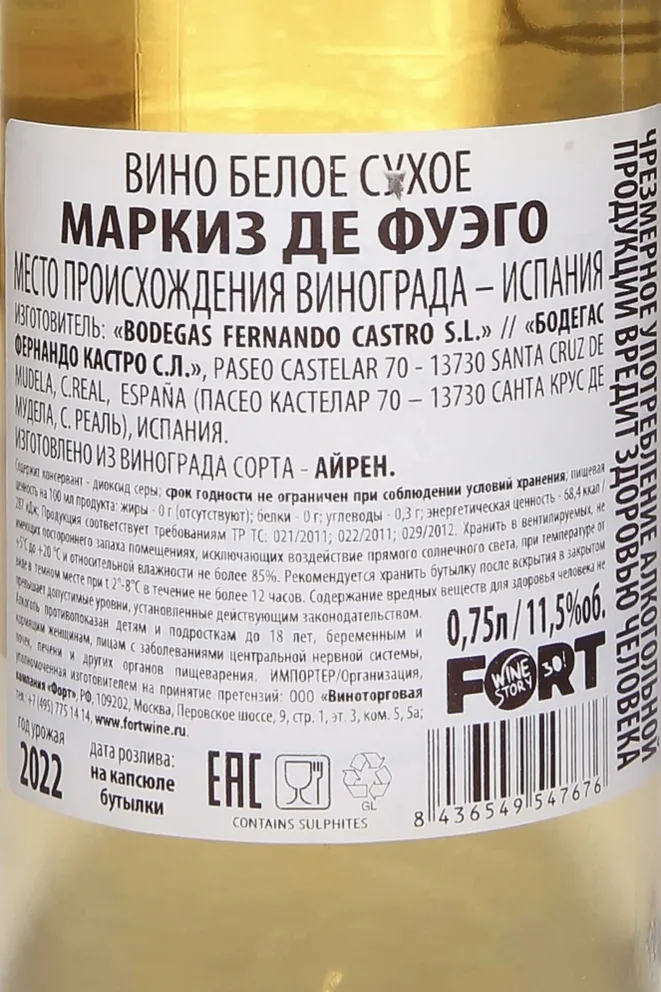 ВИНО БЕЛОЕ СУХОЕ
МАРКИЗ ДЕ ФУЭГО
МЕСТО ПРОИСХОЖДЕНИЯ ВИНОГРАДА – ИСПАНИЯ
ИЗГОТОВИТЕЛЬ: «BODEGAS FERNANDO CASTRO S.L.» // «БОДЕГАС
ФЕРНАНДО КАСТРО С.Л.», PASEO CASTELAR 70 - 13730 SANTA CRUZ DE
MUDELA, C.REAL, ESPAÑA (ПАСЕО КАСТЕЛАР 70 – 13730 САНТА КРУС ДЕ
МУДЕЛА, С. РЕАЛЬ), ИСПАНИЯ.
ИЗГОТОВЛЕНО ИЗ ВИНОГРАДА СОРТА - АЙРЕН.
Содержит консервант - диоксид серы; срок годности не ограничен при соблюдении условий хранения; пищевая
ценность на 100 мл продукта: жиры - 0 г (отсутствуют); белки - 0 г; углеводы - 0,3 г; энергетическая ценность - 68,4 ккал/
287 кДж; Продукция соответствует требованиям ТР ТС: 021/2011; 022/2011; 029/2012. Хранить в вентилируемых, не
имеющих постороннего запаха помещениях, исключающих воздействие прямого солнечного света, при температуре от
+5°С до +20 °С и относительной влажности не более 85%. Рекомендуется хранить бутылку после вскрытия в закрытом
виде в темном месте при t 2°-8°С в течение не более 12 часов. Содержание вредных веществ для здоровья человека не
превышает допустимые уровни, установленные действующим законодательством.
Алкоголь противопоказан детям и подросткам до 18 лет, беременным и
кормящим женщинам, лицам с заболеваниями центральной нервной системы,
почек, печени и других органов пищеварения. ИМПОРТЕР/Организация,
уполномоченная изготовителем на принятие претензий: ООО «Виноторговая
компания «Форт», РФ, 109202, Москва, Перовское шоссе, 9, стр. 1, эт. 3, ком. 5, 5а;
тел.: +7 (495) 775 14 14, www.fortwine.ru.
0,75л/11,5%об.
FORT
WINE
STORY
30!
год урожая
2022
дата розлива:
на капсюле
бутылки
EAC
GL
CONTAINS SULPHITES
8 436549 547676
ЧРЕЗМЕРНОЕ УПОТРЕБЛЕНИЕ АЛКОГОЛЬНОЙ
ПРОДУКЦИИ ВРЕДИТ ЗДОРОВЬЮ ЧЕЛОВЕКА